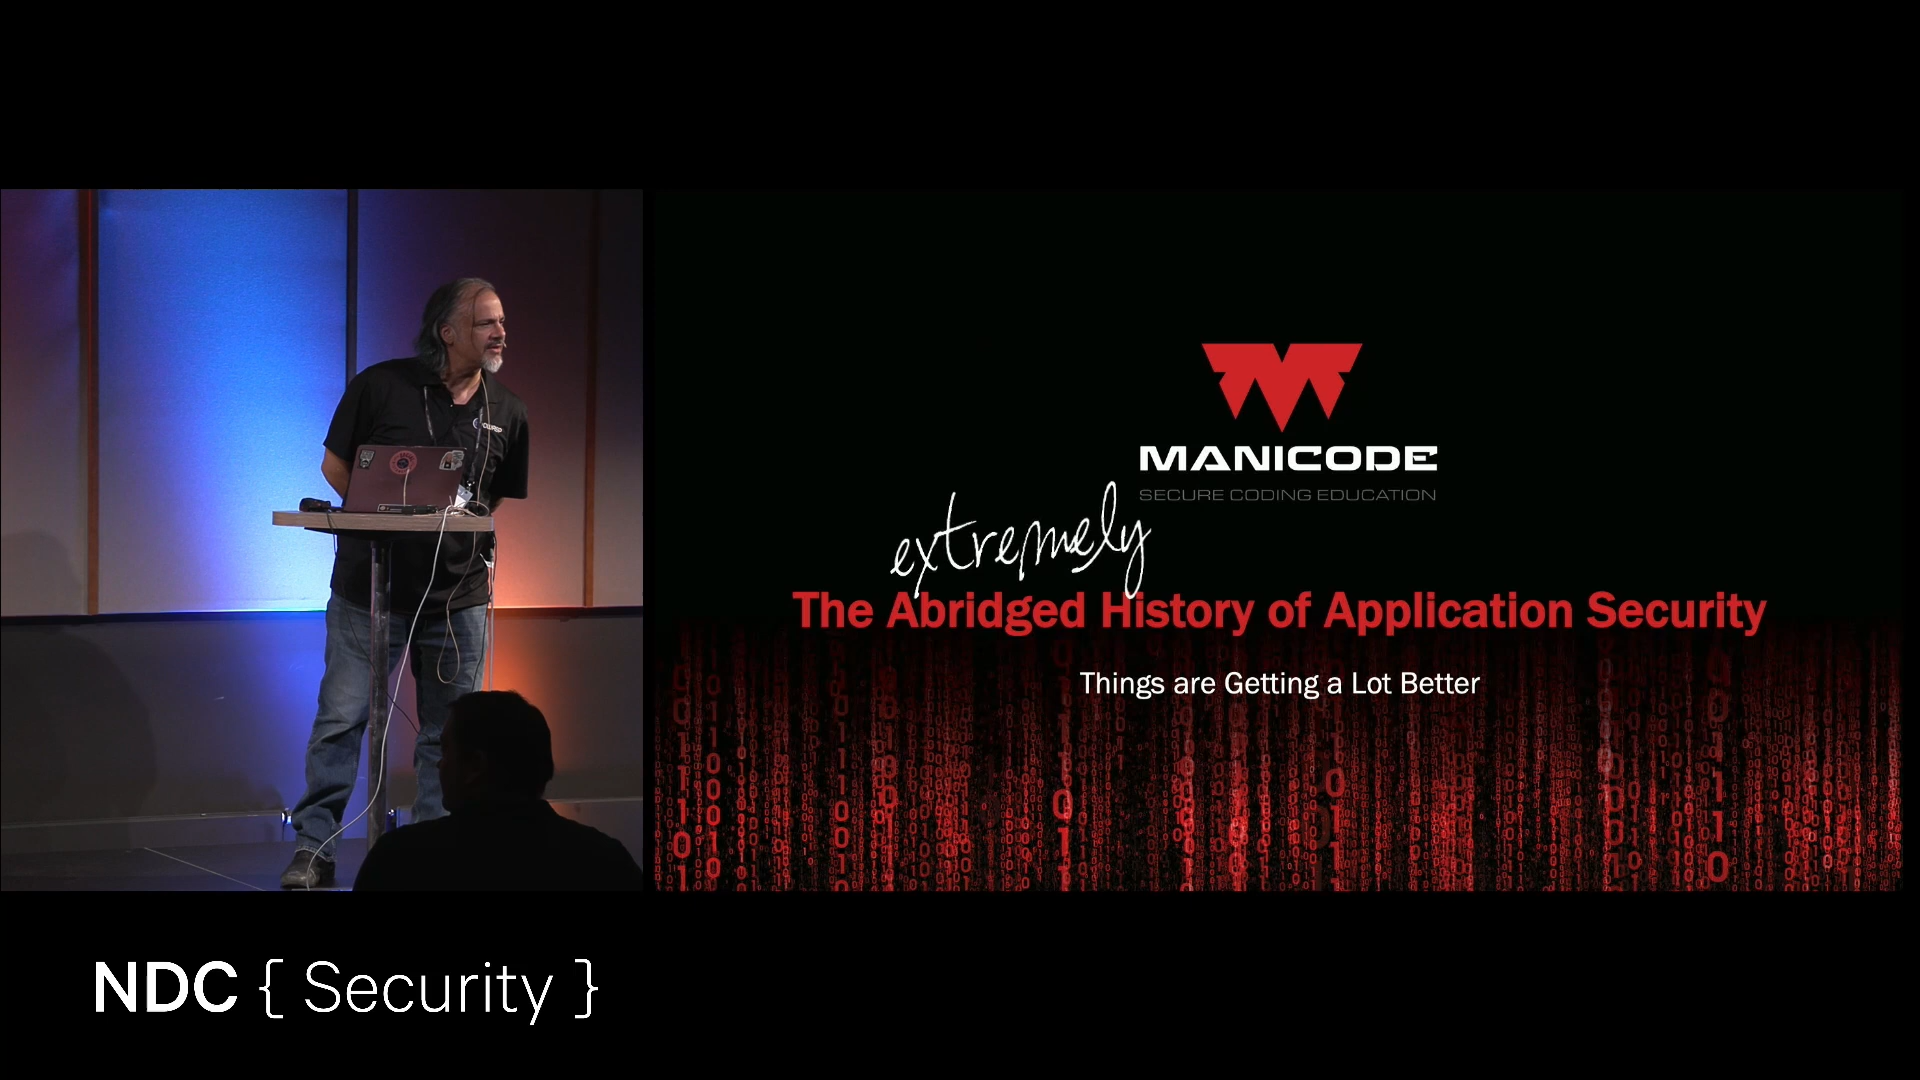 MANICODE
SECURE CODING EDUCATION
extremely
The Abridged History of Application Security
Things are Getting a Lot Better
NDC { Security }